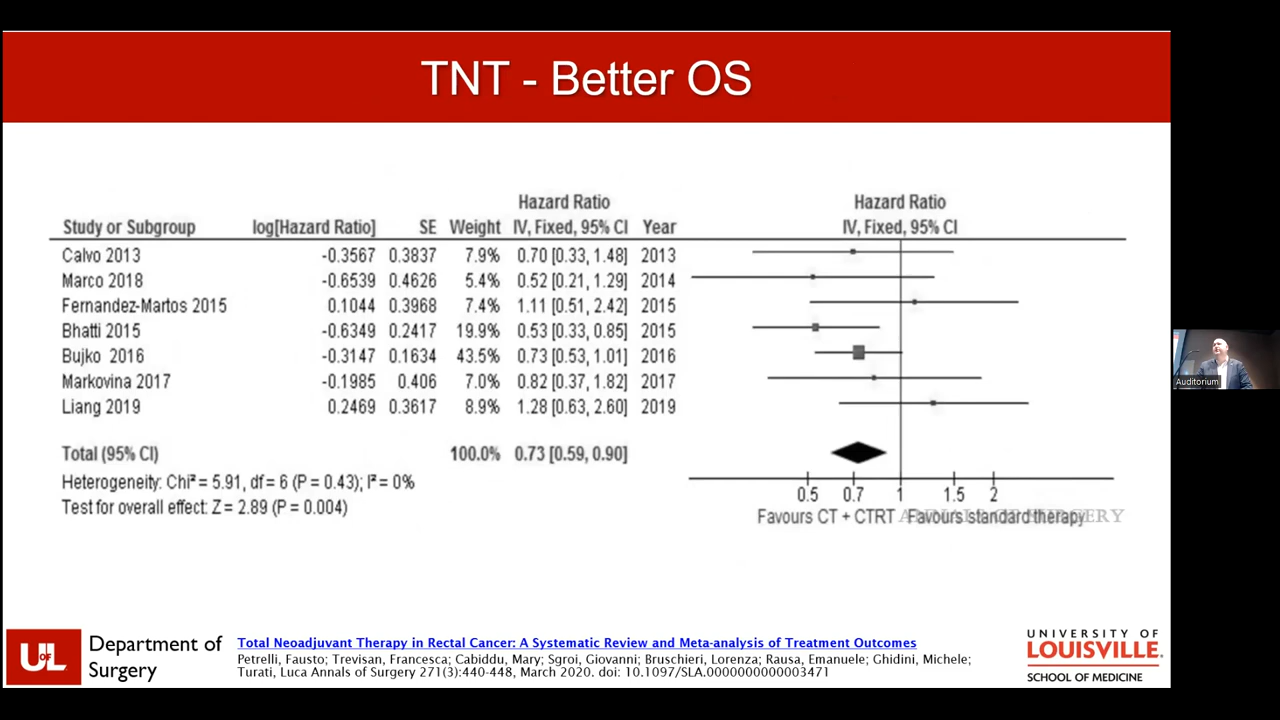 TNT - Better OS
Hazard Ratio Hazard Ratio
Study or Subgroup log[Hazard Ratio] SE Weight IV, Fixed, 95% CI Year IV, Fixed, 95% CI
Calvo 2013 -0.3567 0.3837 7.9% 0.70 [0.33, 1.48] 2013
Marco 2018 -0.6539 0.4626 5.4% 0.52 [0.21, 1.29] 2014
Fernandez-Martos 2015 0.1044 0.3968 7.4% 1.11 [0.51, 2.42] 2015
Bhatti 2015 -0.6349 0.2417 19.9% 0.53 [0.33, 0.85] 2015
Bujko 2016 -0.3147 0.1634 43.5% 0.73 [0.53, 1.01] 2016
Markovina 2017 -0.1985 0.406 7.0% 0.82 [0.37, 1.82] 2017
Liang 2019 0.2469 0.3617 8.9% 1.28 [0.63, 2.60] 2019
Total (95% CI) 100.0% 0.73 [0.59, 0.90]
Heterogeneity: Chi² = 5.91, df = 6 (P = 0.43); I² = 0%
Test for overall effect: Z = 2.89 (P = 0.004)
0.5 0.7 1 1.5 2
Favours CT + CTRT Favours standard therapy
ANNALS OF SURGERY
Auditorium
UofL
Department of
Surgery
Total Neoadjuvant Therapy in Rectal Cancer: A Systematic Review and Meta-analysis of Treatment Outcomes
Petrelli, Fausto; Trevisan, Francesca; Cabiddu, Mary; Sgroi, Giovanni; Bruschieri, Lorenza; Rausa, Emanuele; Ghidini, Michele;
Turati, Luca Annals of Surgery 271(3):440-448, March 2020. doi: 10.1097/SLA.0000000000003471
UNIVERSITY OF
LOUISVILLE.
SCHOOL OF MEDICINE